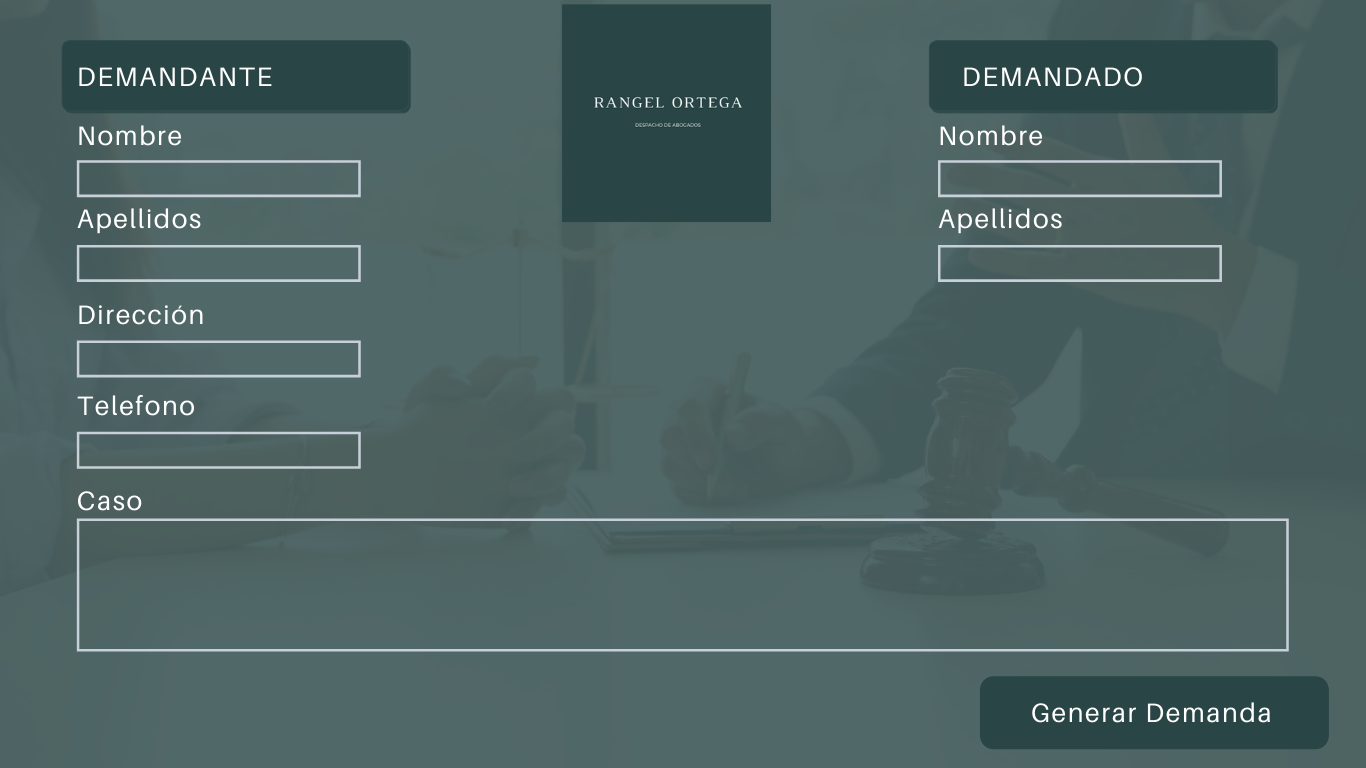 DEMANDANTE
Nombre
Apellidos
Dirección
Telefono
Caso
RANGEL ORTEGA
DESPACHO DE ABOGADOS
DEMANDADO
Nombre
Apellidos
Generar Demanda